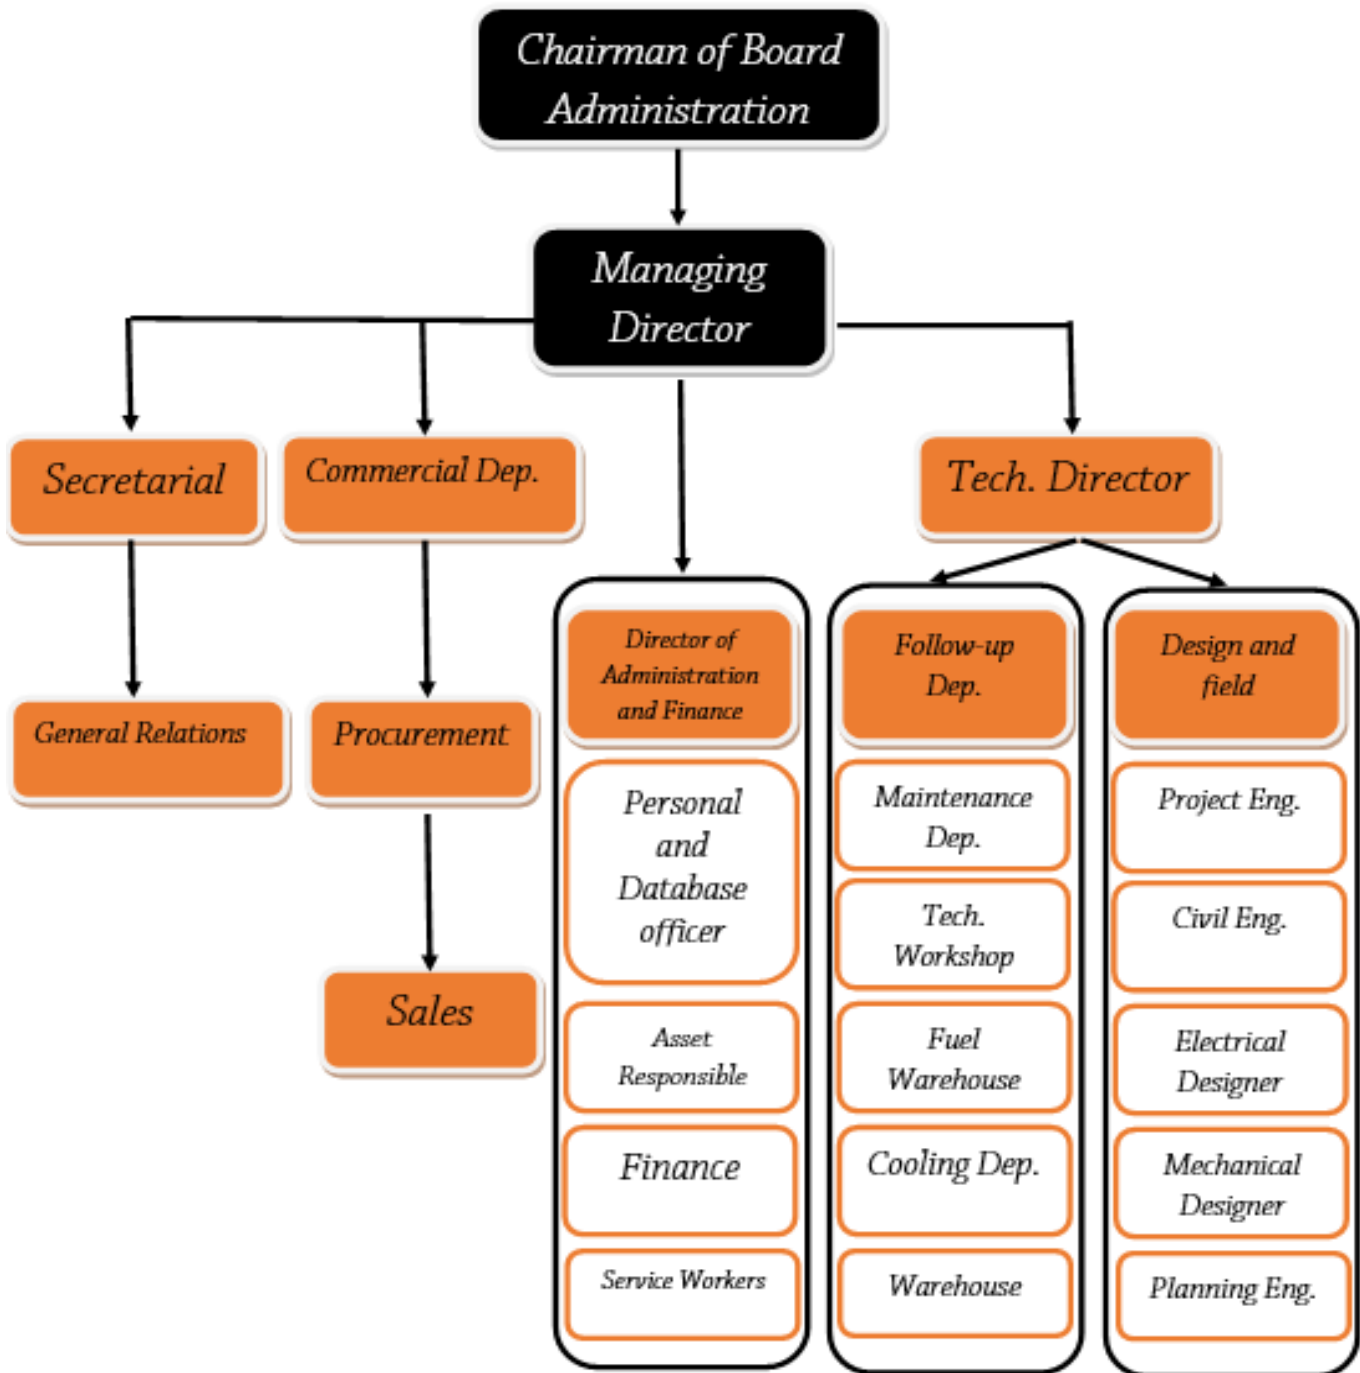 Chairman of Board
Administration
Managing
Director
Secretarial
Commercial Dep.
Tech. Director
General Relations
Procurement
Sales
Director of
Administration
and Finance
Personal
and
Database
officer
Asset
Responsible
Finance
Service Workers
Follow-up
Dep.
Maintenance
Dep.
Tech.
Workshop
Fuel
Warehouse
Cooling Dep.
Warehouse
Design and
field
Project Eng.
Civil Eng.
Electrical
Designer
Mechanical
Designer
Planning Eng.